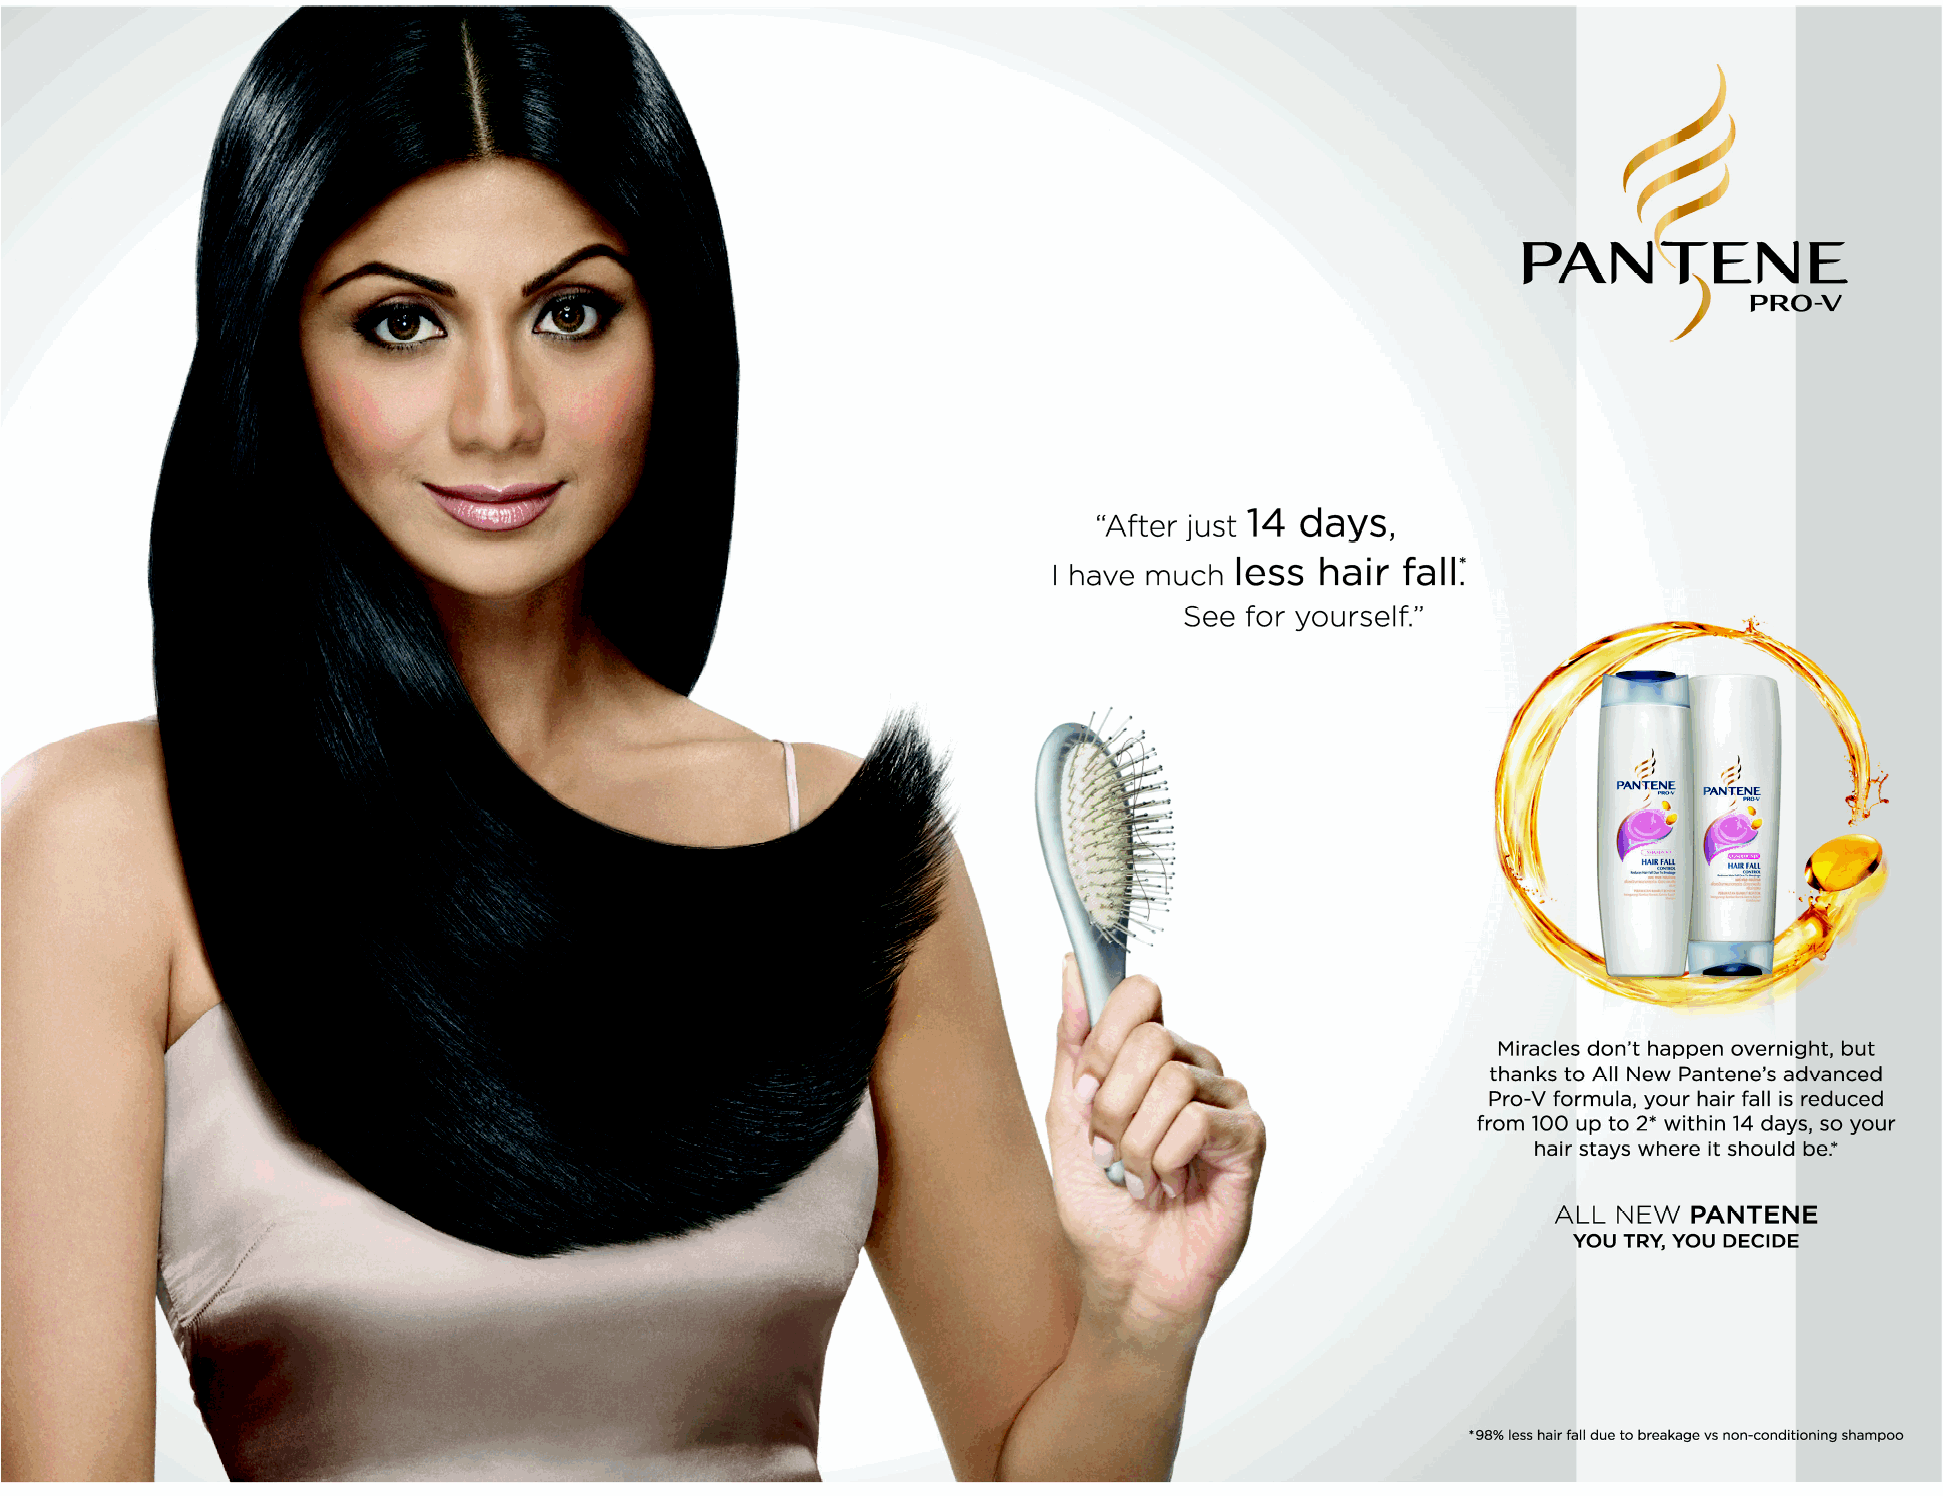 PANTENE
PRO-V
“After just 14 days,
I have much less hair fall.*
See for yourself.”
PANTENE
PRO-V
HAIR FALL
CONTROL
PANTENE
PRO-V
HAIR FALL
CONTROL
Miracles don’t happen overnight, but
thanks to All New Pantene’s advanced
Pro-V formula, your hair fall is reduced
from 100 up to 2* within 14 days, so your
hair stays where it should be.*
ALL NEW PANTENE
YOU TRY, YOU DECIDE
*98% less hair fall due to breakage vs non-conditioning shampoo